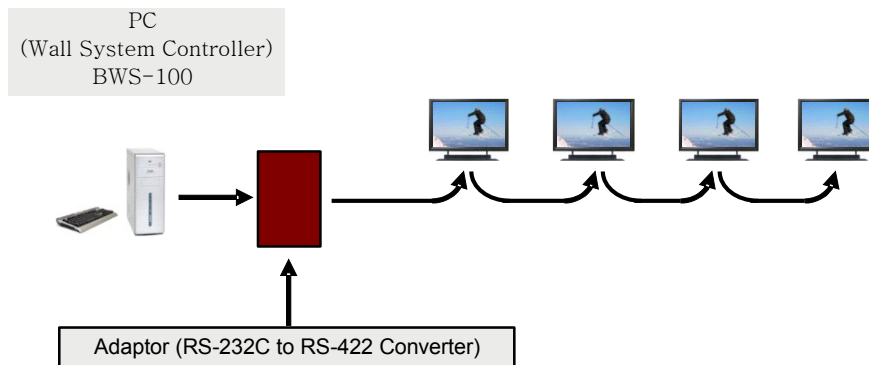 PC
(Wall System Controller)
BWS-100
Adaptor (RS-232C to RS-422 Converter)